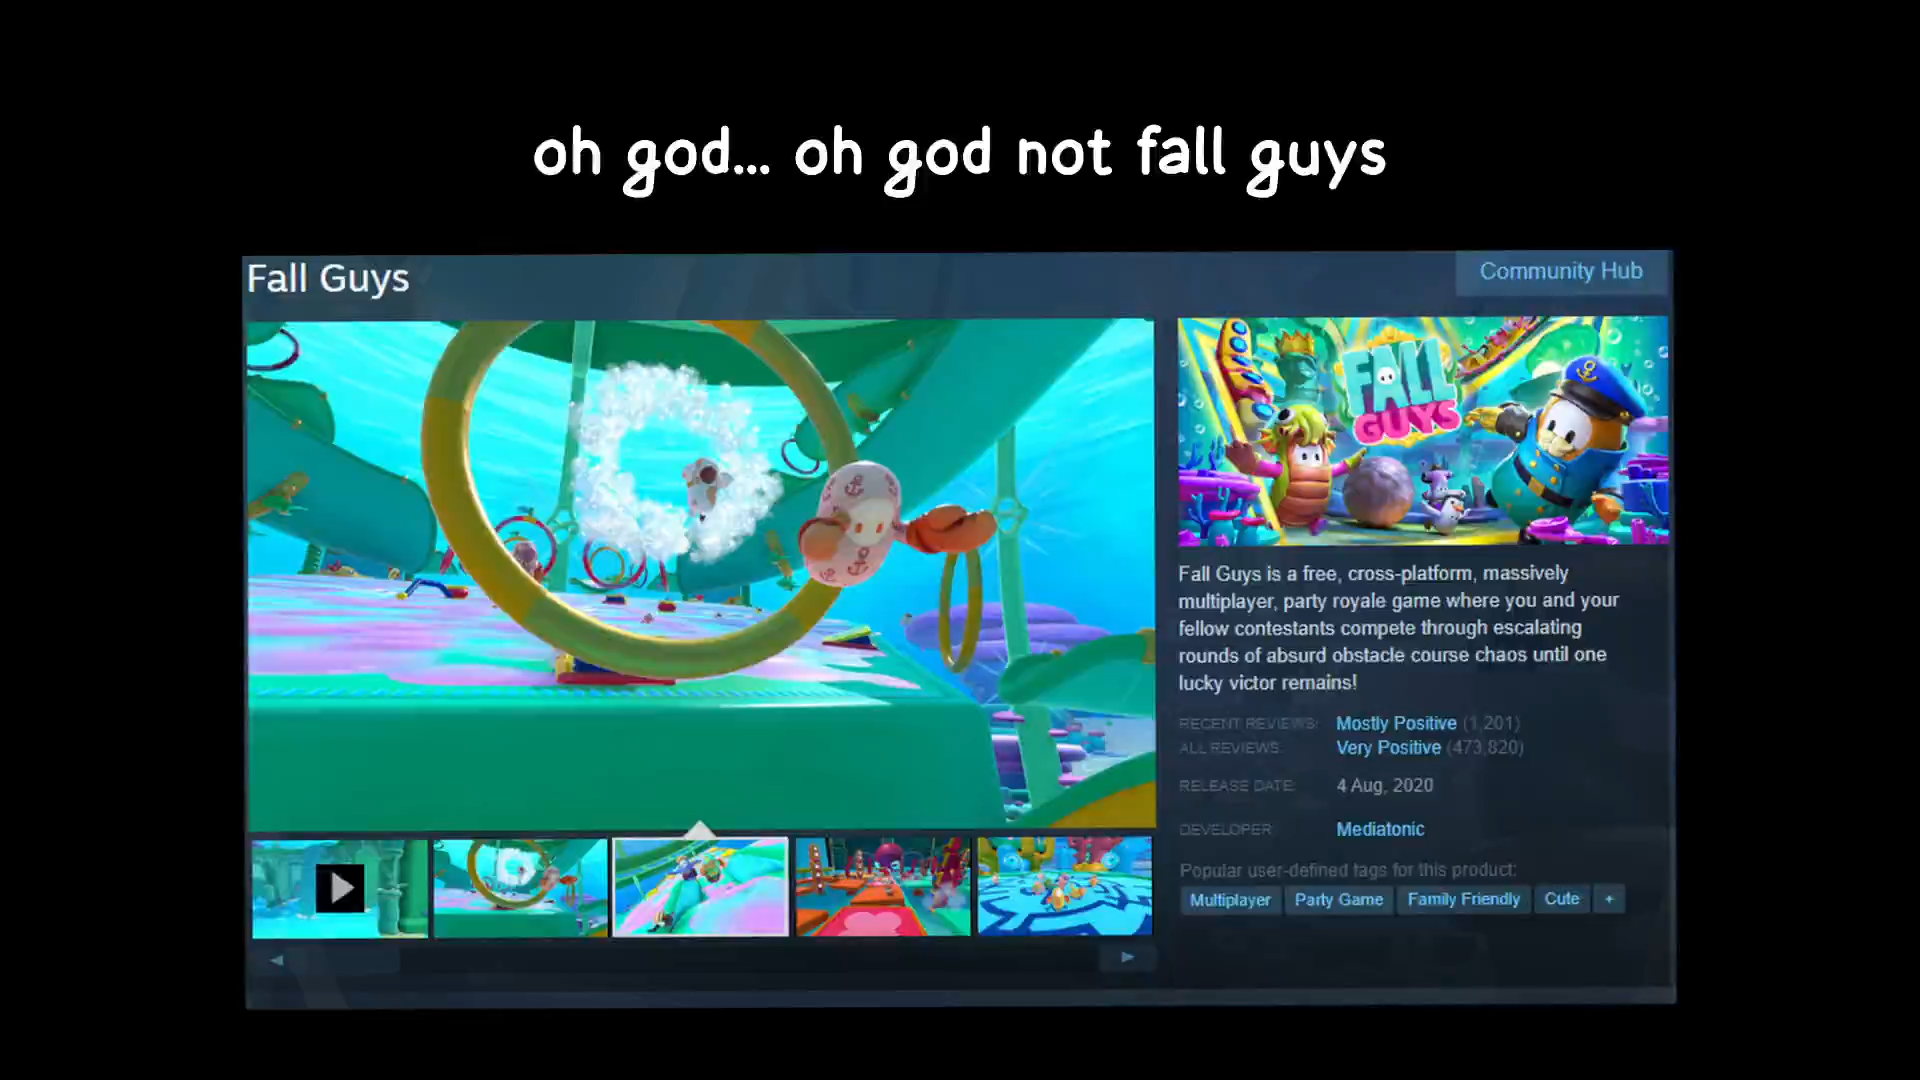 oh god... oh god not fall guys
Fall Guys
Community Hub
FALL
GUYS
Fall Guys is a free, cross-platform, massively
multiplayer, party royale game where you and your
fellow contestants compete through escalating
rounds of absurd obstacle course chaos until one
lucky victor remains!
RECENT REVIEWS: Mostly Positive (1,201)
ALL REVIEWS: Very Positive (473,820)
RELEASE DATE: 4 Aug, 2020
DEVELOPER: Mediatonic
Popular user-defined tags for this product:
Multiplayer Party Game Family Friendly Cute +